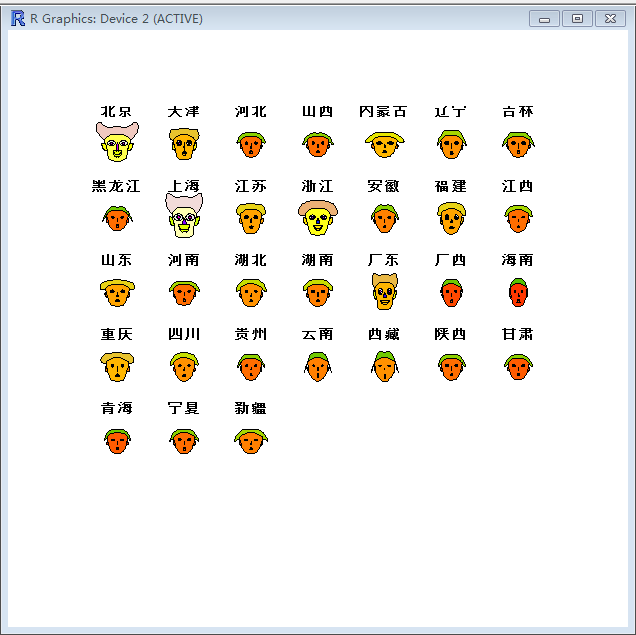 R Graphics: Device 2 (ACTIVE)
北京 天津 河北 山西 内蒙古 辽宁 吉林
黑龙江 上海 江苏 浙江 安徽 福建 江西
山东 河南 湖北 湖南 广东 广西 海南
重庆 四川 贵州 云南 西藏 陕西 甘肃
青海 宁夏 新疆